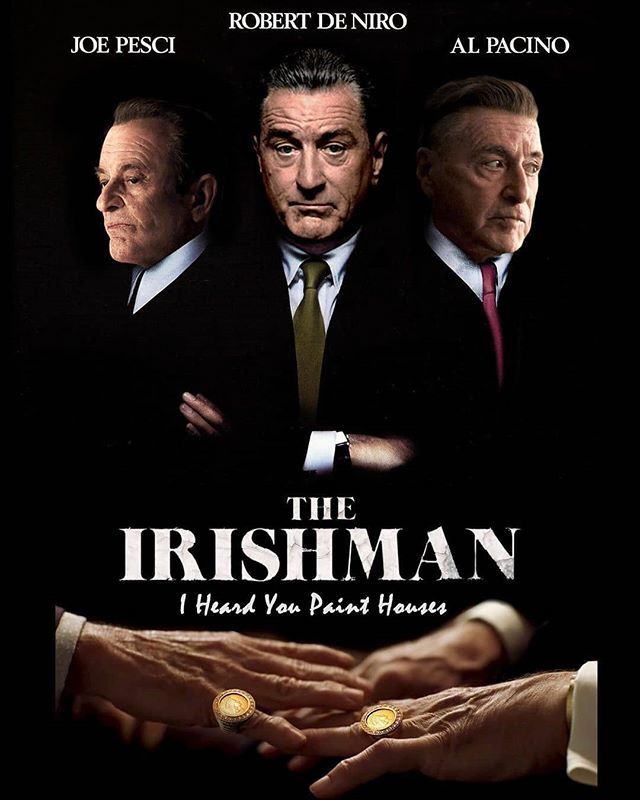 ROBERT DE NIRO
JOE PESCI
AL PACINO
THE
IRISHMAN
I Heard You Paint Houses